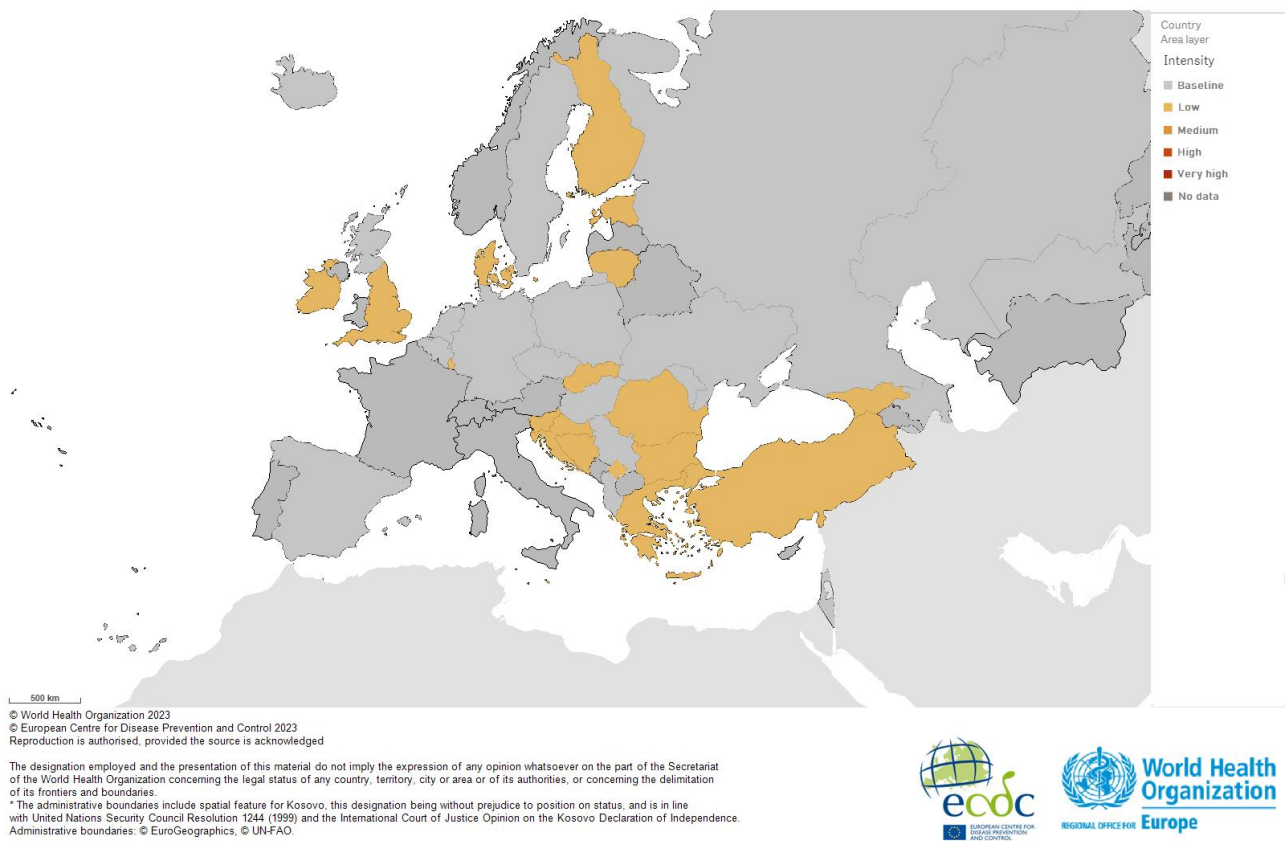 Country
Area layer
Intensity
Baseline
Low
Medium
High
Very high
No data
500 km
© World Health Organization 2023
© European Centre for Disease Prevention and Control 2023
Reproduction is authorised, provided the source is acknowledged
The designation employed and the presentation of this material do not imply the expression of any opinion whatsoever on the part of the Secretariat
of the World Health Organization concerning the legal status of any country, territory, city or area or of its authorities, or concerning the delimitation
of its frontiers and boundaries.
* The administrative boundaries include spatial feature for Kosovo, this designation being without prejudice to position on status, and is in line
with United Nations Security Council Resolution 1244 (1999) and the International Court of Justice Opinion on the Kosovo Declaration of Independence.
Administrative boundaries: © EuroGeographics, © UN-FAO.
ecdc
EUROPEAN CENTRE FOR
DISEASE PREVENTION
AND CONTROL
World Health
Organization
REGIONAL OFFICE FOR Europe